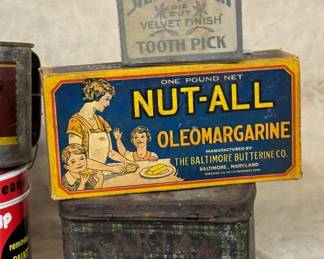 DIE
CUT
VELVET FINISH
TOOTH PICK
ONE POUND NET
NUT-ALL
OLEOMARGARINE
MANUFACTURED BY
THE BALTIMORE BUTTERINE CO.
BALTIMORE, MARYLAND